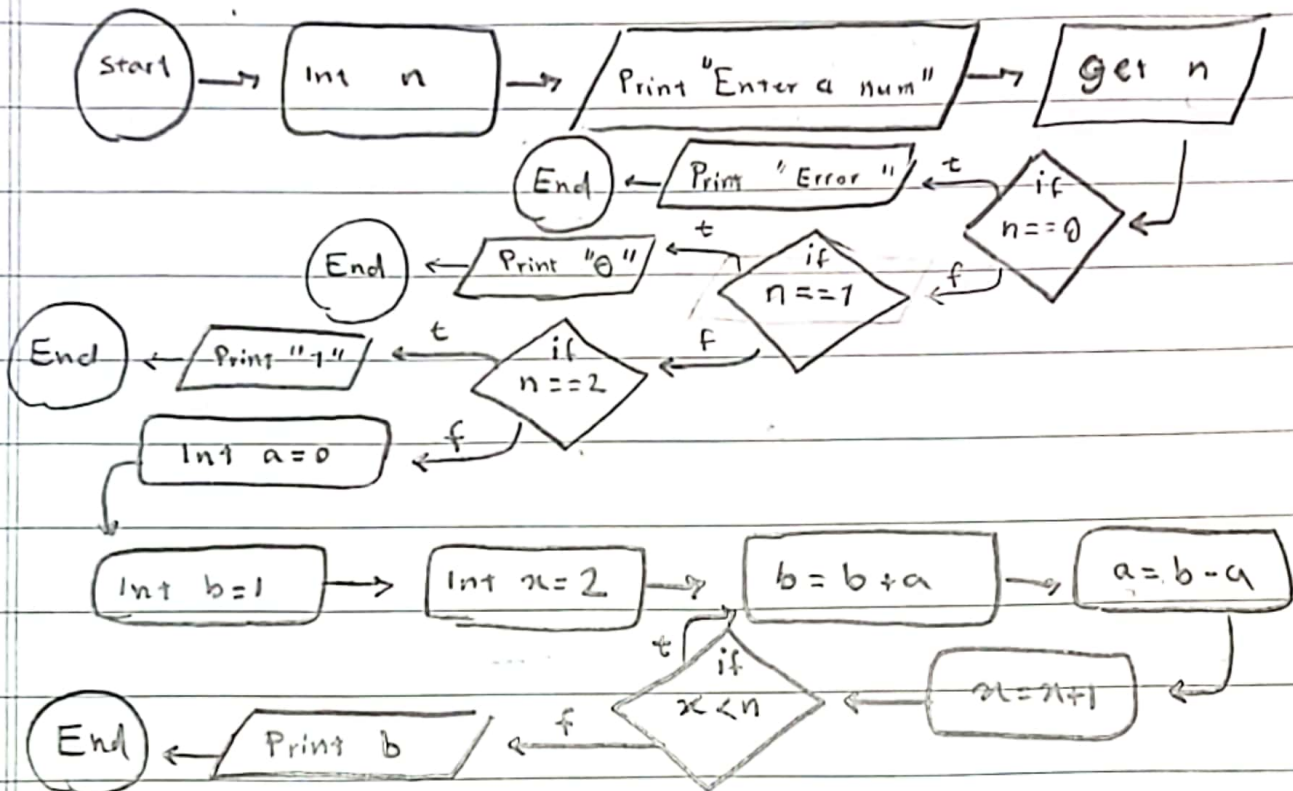 Start
Int n
Print "Enter a num"
get n
if
n==0
t
Print "Error"
End
f
if
n==1
t
Print "0"
End
f
if
n==2
t
Print "1"
End
f
Int a=0
Int b=1
Int x=2
b=b+a
a=b-a
x=x+1
if
x<n
t
f
Print b
End